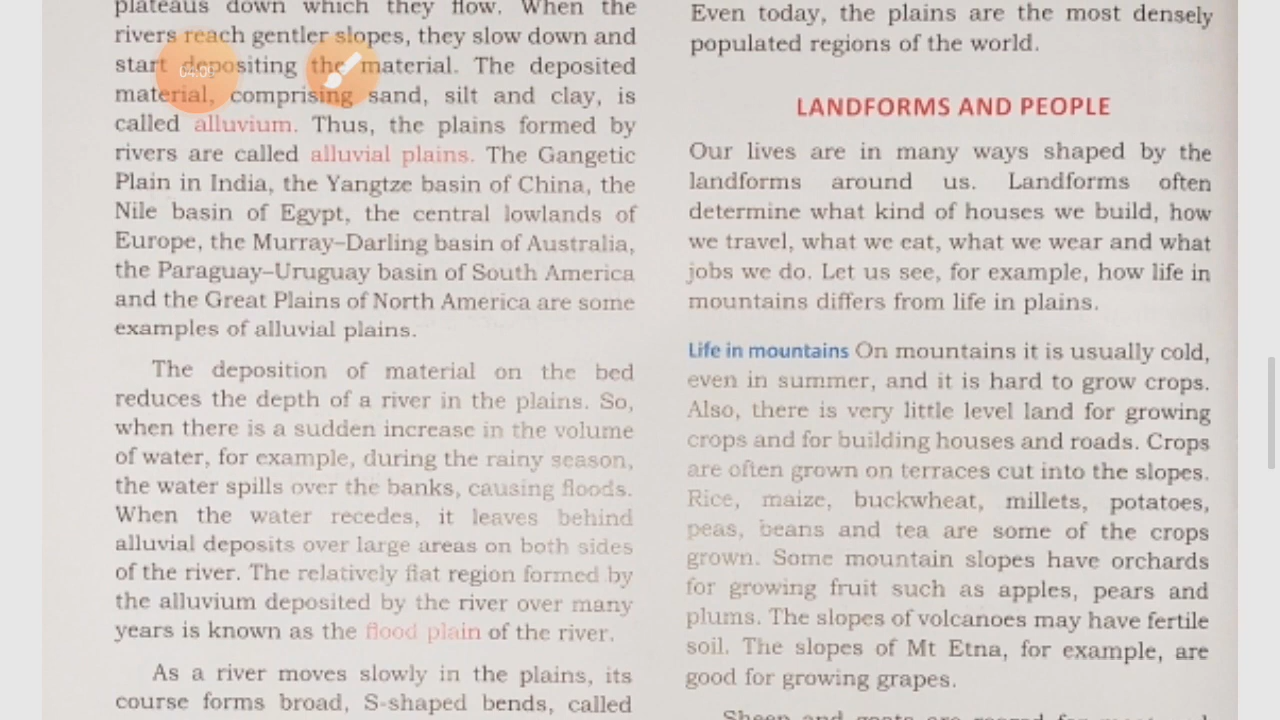 plateaus down which they flow. When the
rivers reach gentler slopes, they slow down and
start depositing the material. The deposited
material, comprising sand, silt and clay, is
called alluvium. Thus, the plains formed by
rivers are called alluvial plains. The Gangetic
Plain in India, the Yangtze basin of China, the
Nile basin of Egypt, the central lowlands of
Europe, the Murray–Darling basin of Australia,
the Paraguay–Uruguay basin of South America
and the Great Plains of North America are some
examples of alluvial plains.
The deposition of material on the bed
reduces the depth of a river in the plains. So,
when there is a sudden increase in the volume
of water, for example, during the rainy season,
the water spills over the banks, causing floods.
When the water recedes, it leaves behind
alluvial deposits over large areas on both sides
of the river. The relatively flat region formed by
the alluvium deposited by the river over many
years is known as the flood plain of the river.
As a river moves slowly in the plains, its
course forms broad, S-shaped bends, called
Even today, the plains are the most densely
populated regions of the world.
LANDFORMS AND PEOPLE
Our lives are in many ways shaped by the
landforms around us. Landforms often
determine what kind of houses we build, how
we travel, what we eat, what we wear and what
jobs we do. Let us see, for example, how life in
mountains differs from life in plains.
Life in mountains On mountains it is usually cold,
even in summer, and it is hard to grow crops.
Also, there is very little level land for growing
crops and for building houses and roads. Crops
are often grown on terraces cut into the slopes.
Rice, maize, buckwheat, millets, potatoes,
peas, beans and tea are some of the crops
grown. Some mountain slopes have orchards
for growing fruit such as apples, pears and
plums. The slopes of volcanoes may have fertile
soil. The slopes of Mt Etna, for example, are
good for growing grapes.
Sheep and goats are reared for meat and